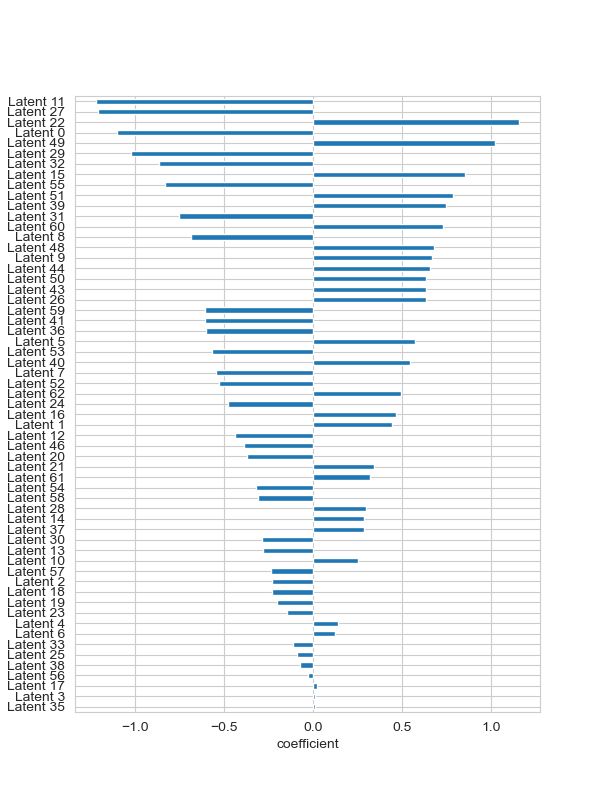 Latent 11
Latent 27
Latent 22
Latent 0
Latent 49
Latent 29
Latent 32
Latent 15
Latent 55
Latent 51
Latent 39
Latent 31
Latent 60
Latent 8
Latent 48
Latent 9
Latent 44
Latent 50
Latent 43
Latent 26
Latent 59
Latent 41
Latent 36
Latent 5
Latent 53
Latent 40
Latent 7
Latent 52
Latent 62
Latent 24
Latent 16
Latent 1
Latent 12
Latent 46
Latent 20
Latent 21
Latent 61
Latent 54
Latent 58
Latent 28
Latent 14
Latent 37
Latent 30
Latent 13
Latent 10
Latent 57
Latent 2
Latent 18
Latent 19
Latent 23
Latent 4
Latent 6
Latent 33
Latent 25
Latent 38
Latent 56
Latent 17
Latent 3
Latent 35
−1.0 −0.5 0.0 0.5 1.0
coefficient